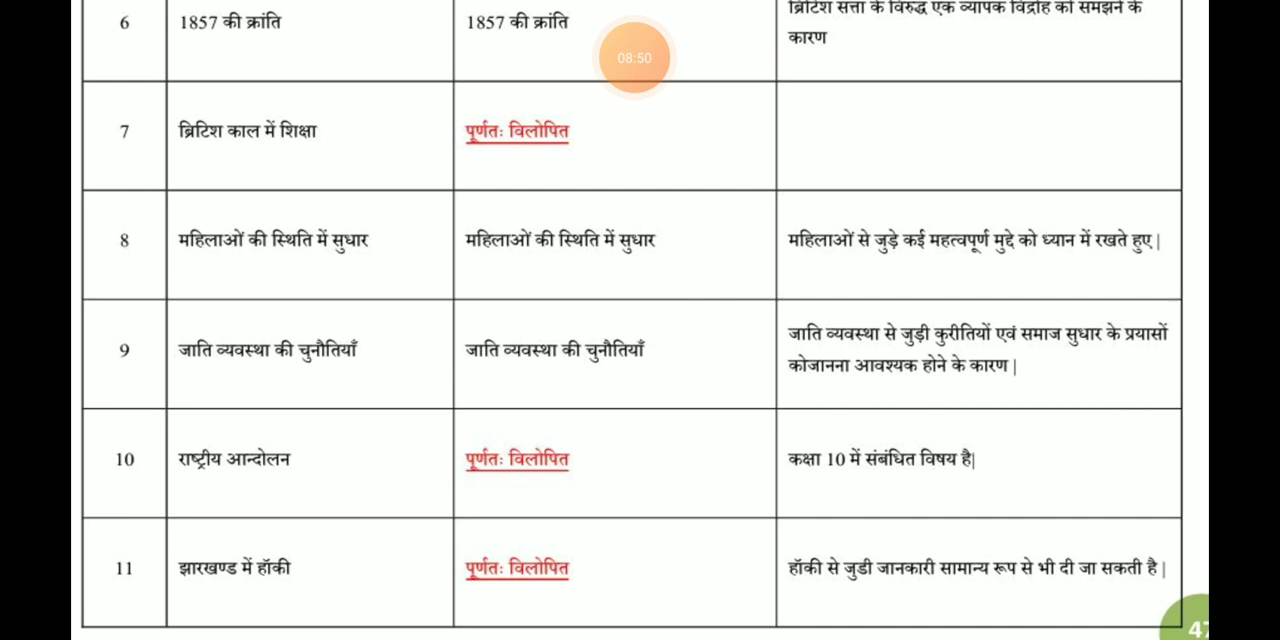 ब्रिटिश सत्ता के विरुद्ध एक व्यापक विद्रोह को समझने के
6 1857 की क्रांति 1857 की क्रांति
कारण
08:50
7 ब्रिटिश काल में शिक्षा पूर्णतः विलोपित
8 महिलाओं की स्थिति में सुधार महिलाओं की स्थिति में सुधार महिलाओं से जुड़े कई महत्वपूर्ण मुद्दे को ध्यान में रखते हुए |
जाति व्यवस्था से जुड़ी कुरीतियों एवं समाज सुधार के प्रयासों
9 जाति व्यवस्था की चुनौतियाँ जाति व्यवस्था की चुनौतियाँ
कोजानना आवश्यक होने के कारण |
10 राष्ट्रीय आन्दोलन पूर्णतः विलोपित कक्षा 10 में संबंधित विषय है|
11 झारखण्ड में हॉकी पूर्णतः विलोपित हॉकी से जुडी जानकारी सामान्य रूप से भी दी जा सकती है |